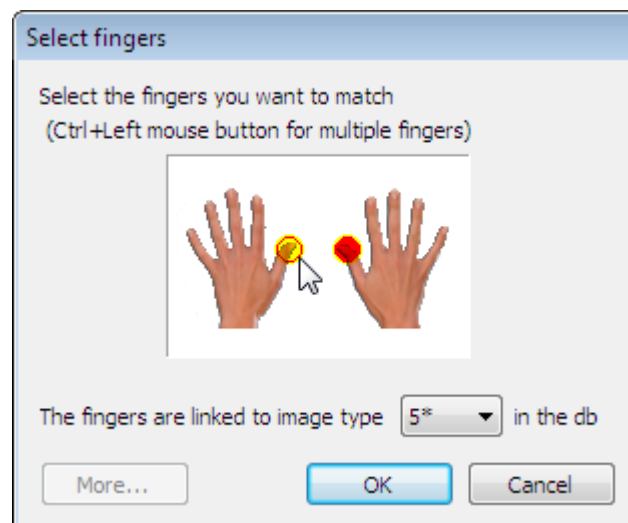 Select fingers
Select the fingers you want to match
(Ctrl+Left mouse button for multiple fingers)
The fingers are linked to image type 5* in the db
More... OK Cancel